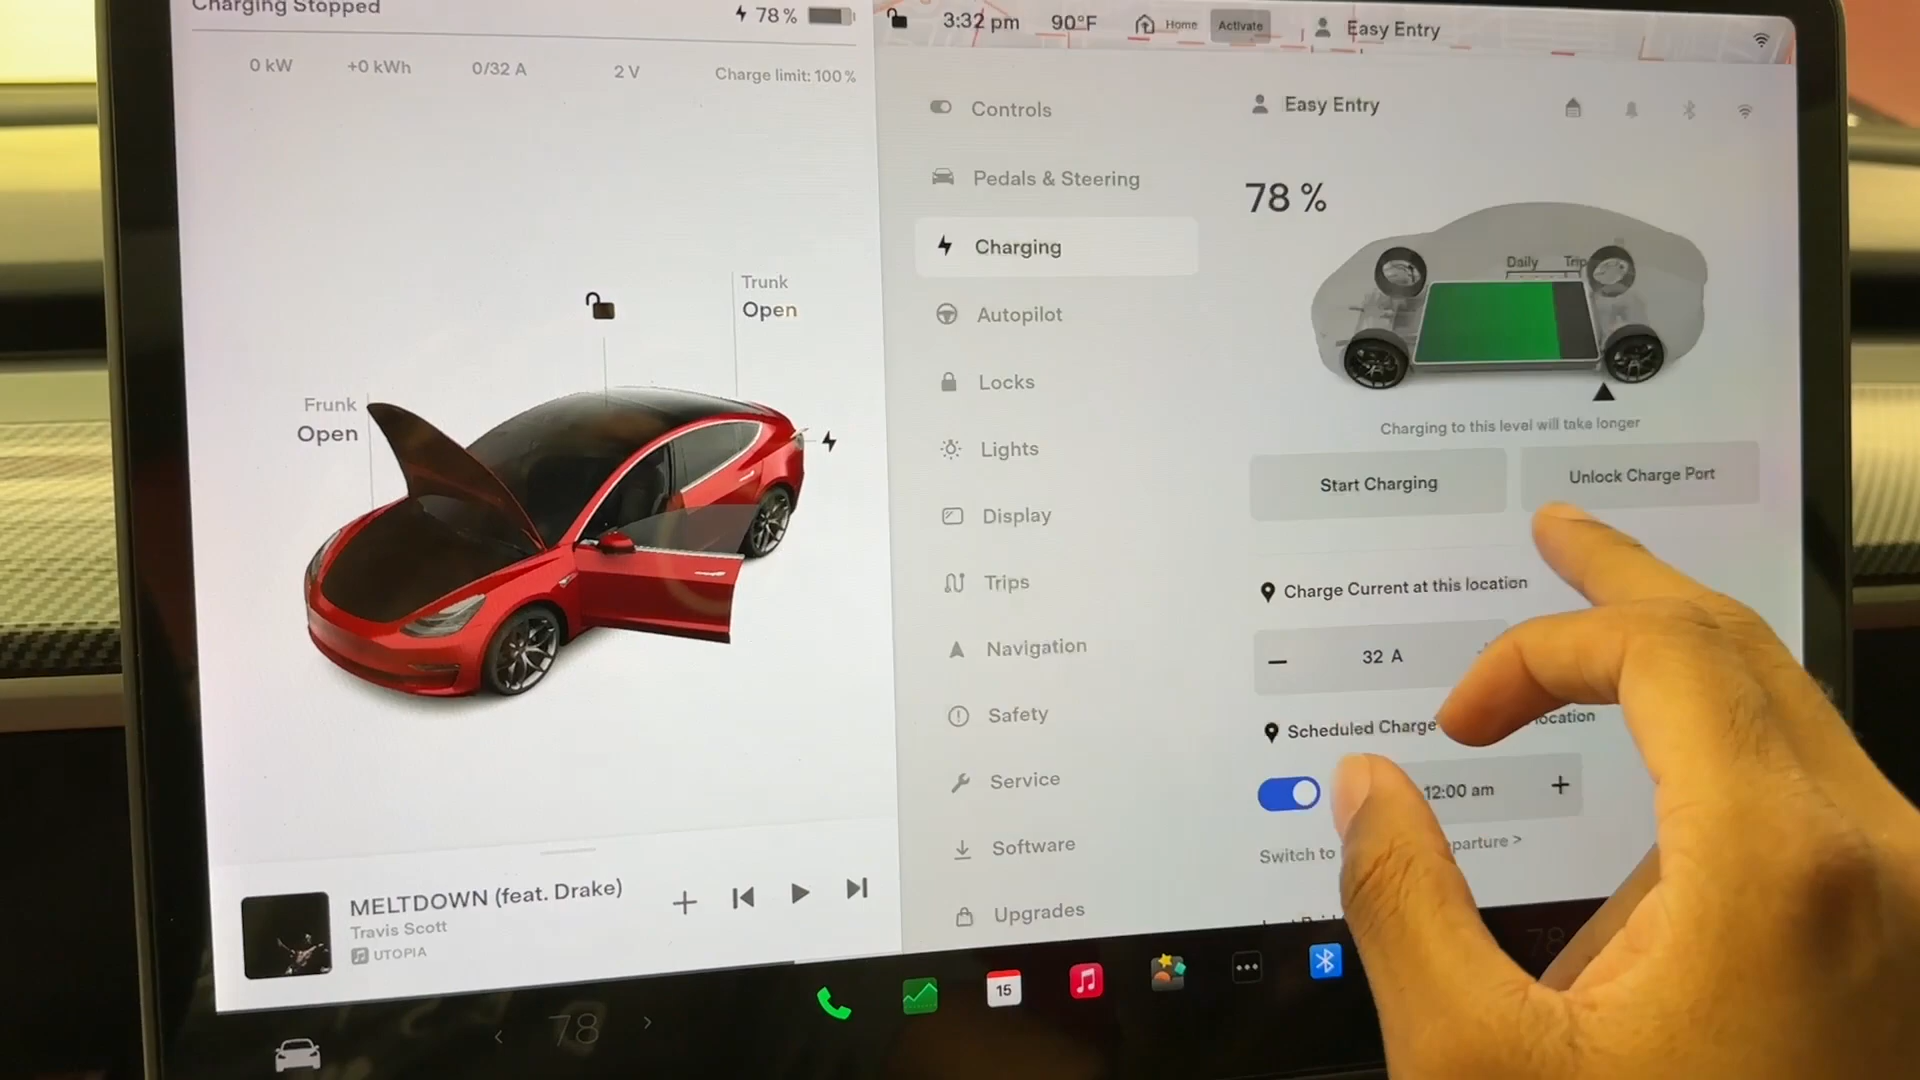 Charging Stopped
78 %
0 kW
+0 kWh
0/32 A
2 V
Charge limit: 100 %
3:32 pm
90°F
Home
Activate
Easy Entry
Trunk
Open
Frunk
Open
MELTDOWN (feat. Drake)
Travis Scott
UTOPIA
Controls
Pedals & Steering
Charging
Autopilot
Locks
Lights
Display
Trips
Navigation
Safety
Service
Software
Upgrades
Easy Entry
78 %
Daily
Trip
Charging to this level will take longer
Start Charging
Unlock Charge Port
Charge Current at this location
32 A
Scheduled Charge location
12:00 am
Switch to parture >
78
15
78